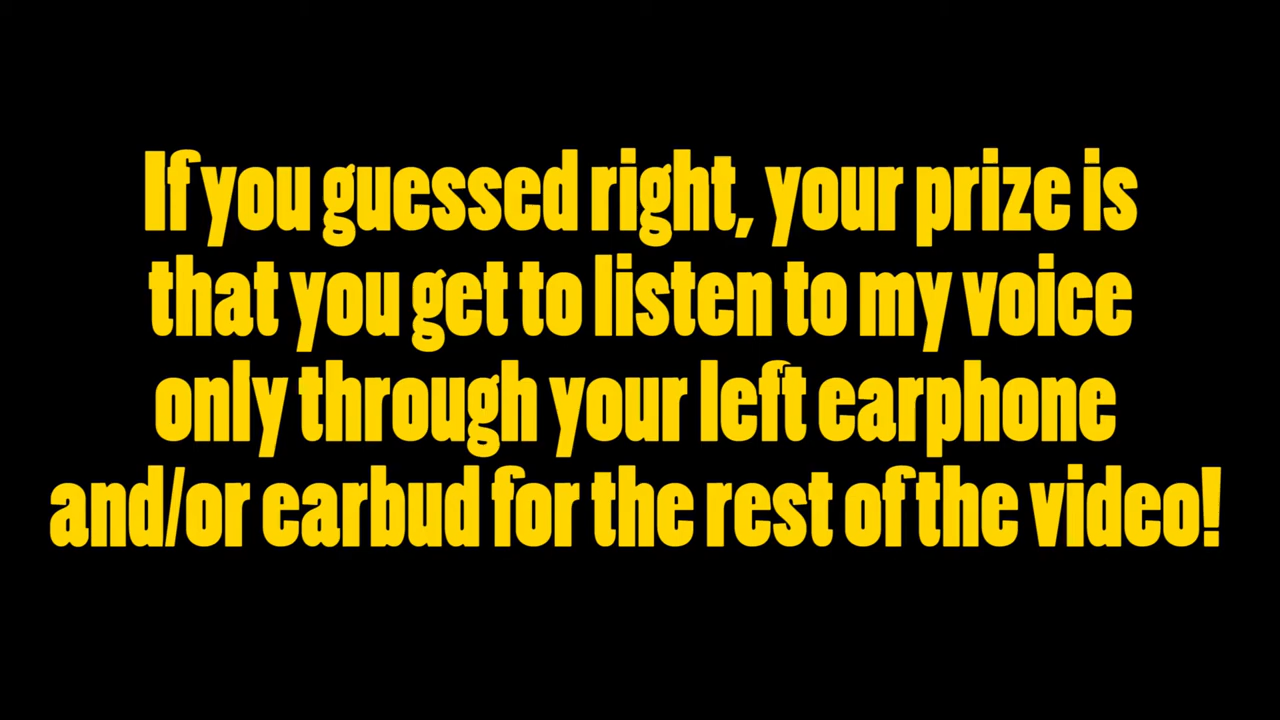 If you guessed right, your prize is
that you get to listen to my voice
only through your left earphone
and/or earbud for the rest of the video!